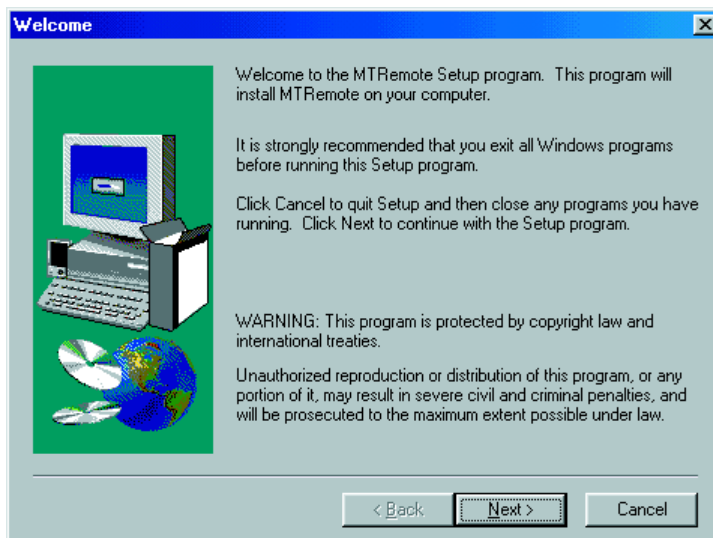 Welcome
Welcome to the MTRemote Setup program. This program will
install MTRemote on your computer.
It is strongly recommended that you exit all Windows programs
before running this Setup program.
Click Cancel to quit Setup and then close any programs you have
running. Click Next to continue with the Setup program.
WARNING: This program is protected by copyright law and
international treaties.
Unauthorized reproduction or distribution of this program, or any
portion of it, may result in severe civil and criminal penalties, and
will be prosecuted to the maximum extent possible under law.
< Back Next > Cancel